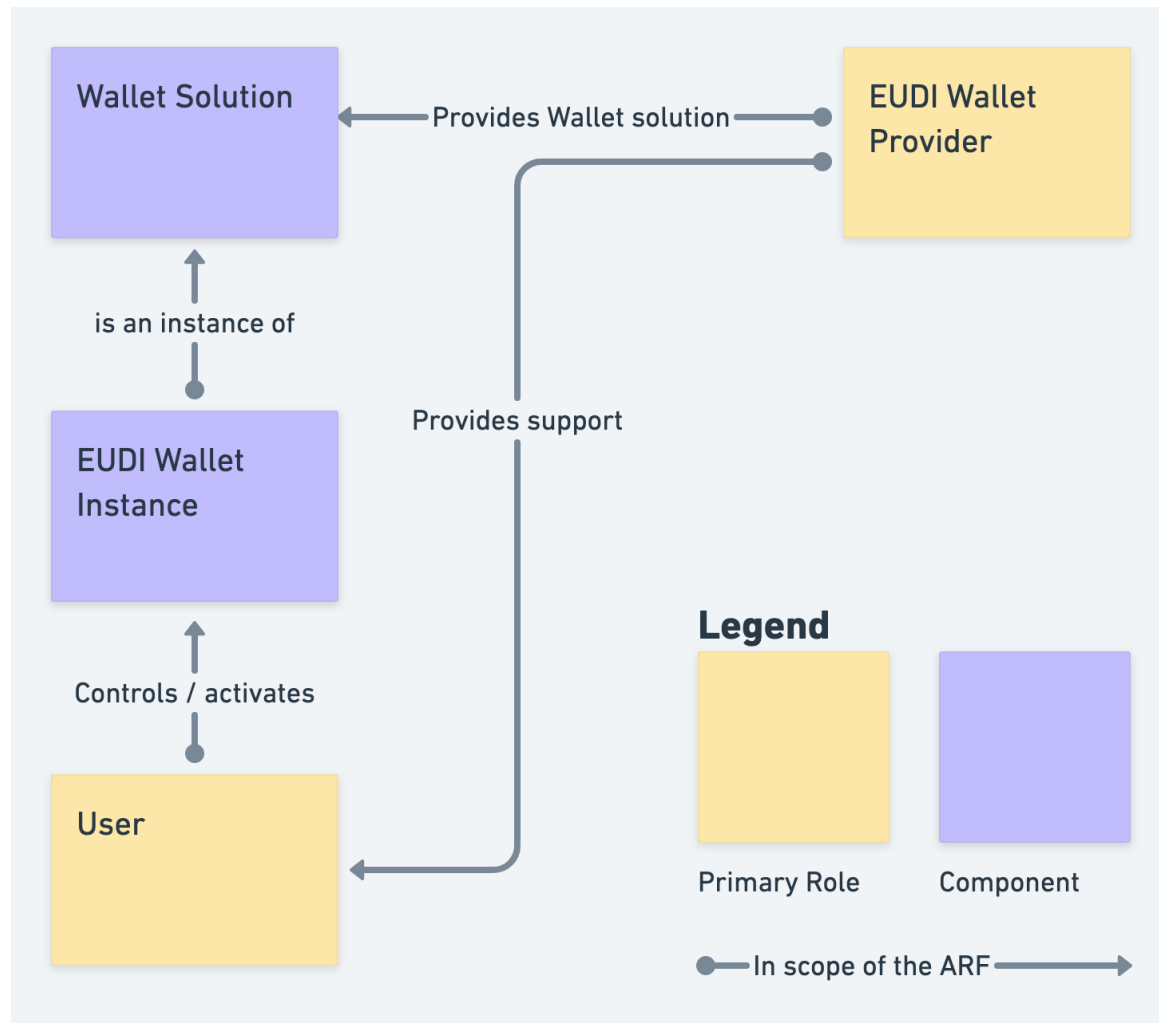 Wallet Solution
Provides Wallet solution
EUDI Wallet
Provider
is an instance of
Provides support
EUDI Wallet
Instance
Controls / activates
User
Legend
Primary Role
Component
In scope of the ARF